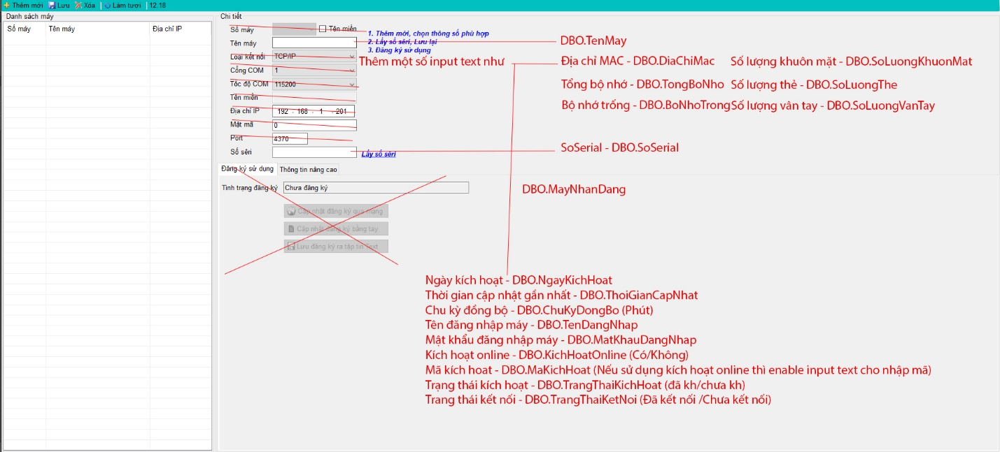 Thêm mới Lưu Xóa Làm tươi 12.18
Danh sách máy
Số máy Tên máy Địa chỉ IP
Chi tiết
Số máy Tên miền
Tên máy
Loại kết nối TCP/IP
Cổng COM 1
Tốc độ COM 115200
Tên miền
Địa chỉ IP 192 . 168 . 1 . 201
Mật mã 0
Port 4370
Số sêri Lấy số sêri
1. Thêm mới, chọn thông số phù hợp
2. Lấy số sêri, Lưu lại
3. Đăng ký sử dụng
DBO.TenMay
Thêm một số input text như
Địa chỉ MAC - DBO.DiaChiMac Số lượng khuôn mặt - DBO.SoLuongKhuonMat
Tổng bộ nhớ - DBO.TongBoNho Số lượng thẻ - DBO.SoLuongThe
Bộ nhớ trống - DBO.BoNhoTrong Số lượng vân tay - DBO.SoLuongVanTay
SoSerial - DBO.SoSerial
Đăng ký sử dụng Thông tin nâng cao
Tình trạng đăng ký Chưa đăng ký
DBO.MayNhanDang
Cập nhật đăng ký qua mạng
Cập nhật đăng ký bằng tay
Lưu đăng ký ra tập tin Text
Ngày kích hoạt - DBO.NgayKichHoat
Thời gian cập nhật gần nhất - DBO.ThoiGianCapNhat
Chu kỳ đồng bộ - DBO.ChuKyDongBo (Phút)
Tên đăng nhập máy - DBO.TenDangNhap
Mật khẩu đăng nhập máy - DBO.MatKhauDangNhap
Kích hoạt online - DBO.KichHoatOnline (Có/Không)
Mã kích hoat - DBO.MaKichHoat (Nếu sử dụng kích hoạt online thì enable input text cho nhập mã)
Trạng thái kích hoạt - DBO.TrangThaiKichHoat (đã kh/chưa kh)
Trang thái kết nối - DBO.TrangThaiKetNoi (Đã kết nối /Chưa kết nối)